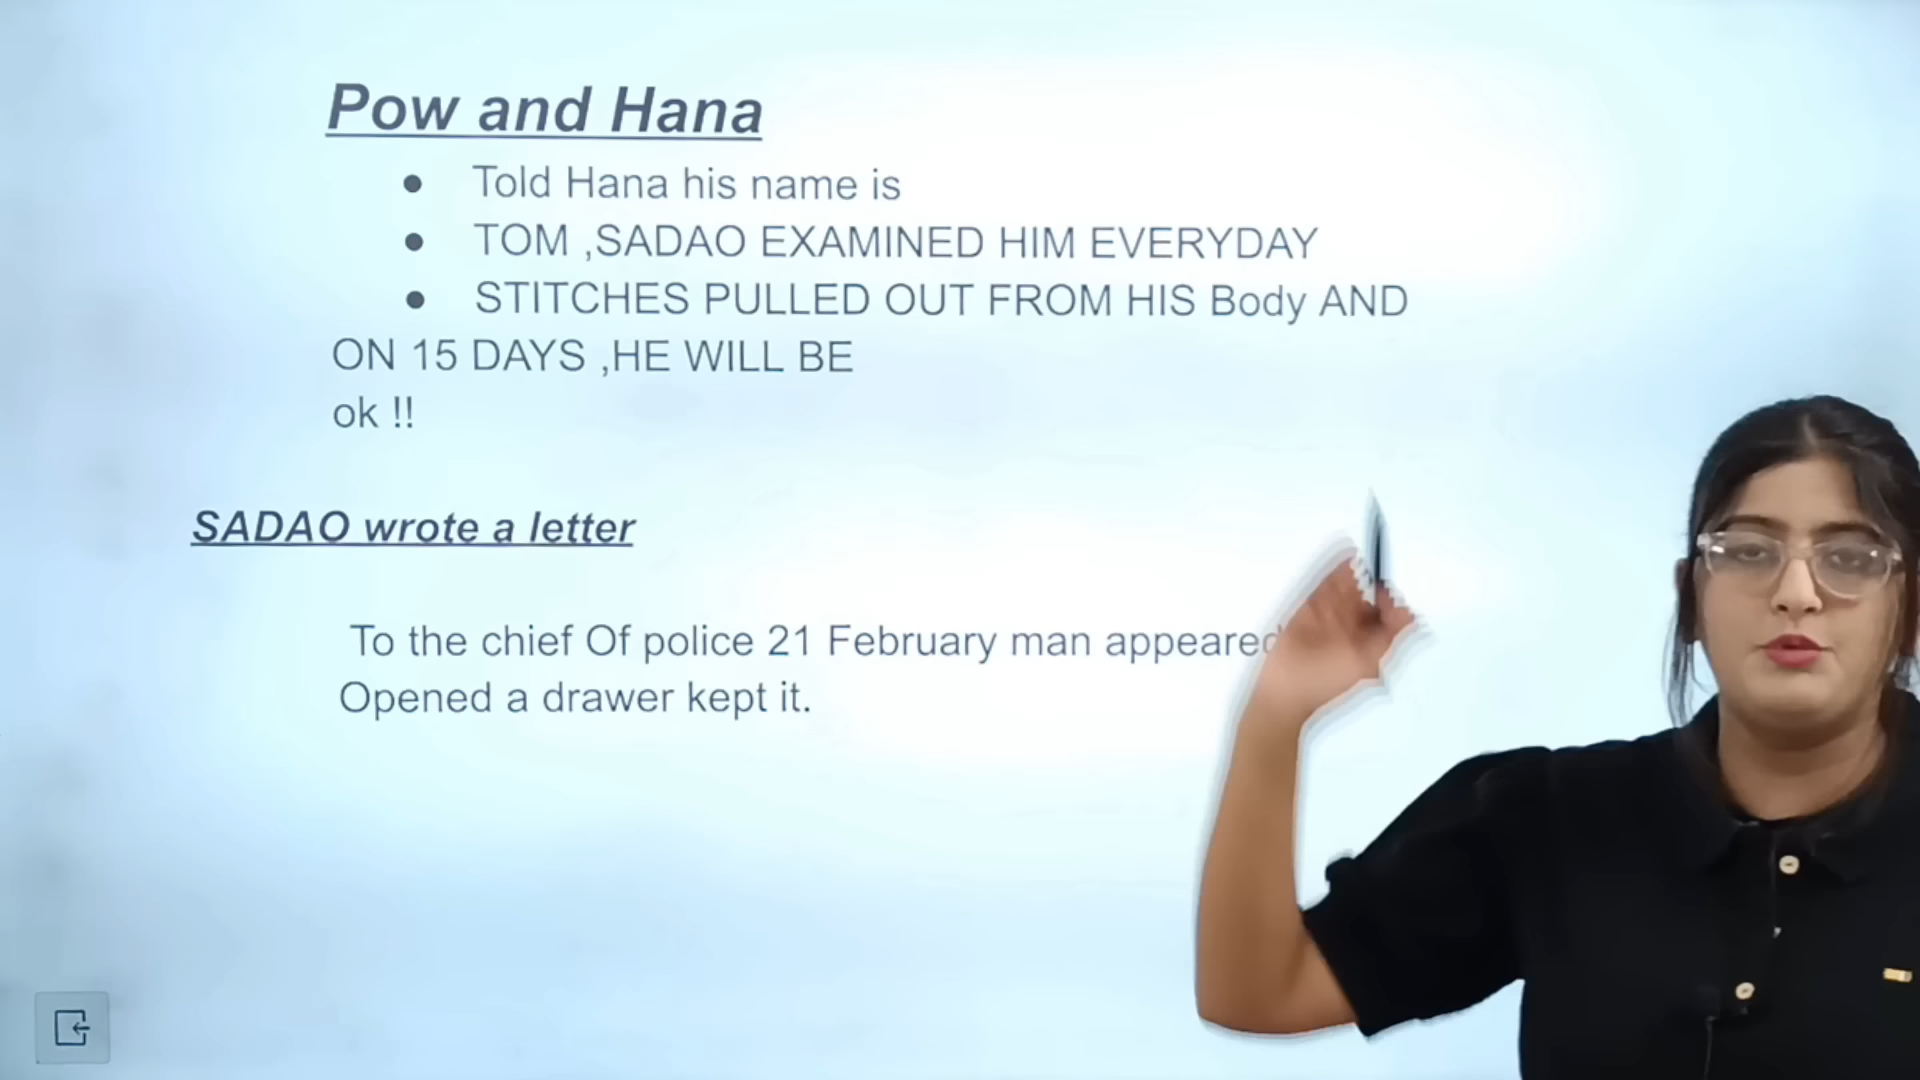 Pow and Hana
● Told Hana his name is
● TOM ,SADAO EXAMINED HIM EVERYDAY
● STITCHES PULLED OUT FROM HIS Body AND
ON 15 DAYS ,HE WILL BE
ok !!
SADAO wrote a letter
To the chief Of police 21 February man appeared
Opened a drawer kept it.